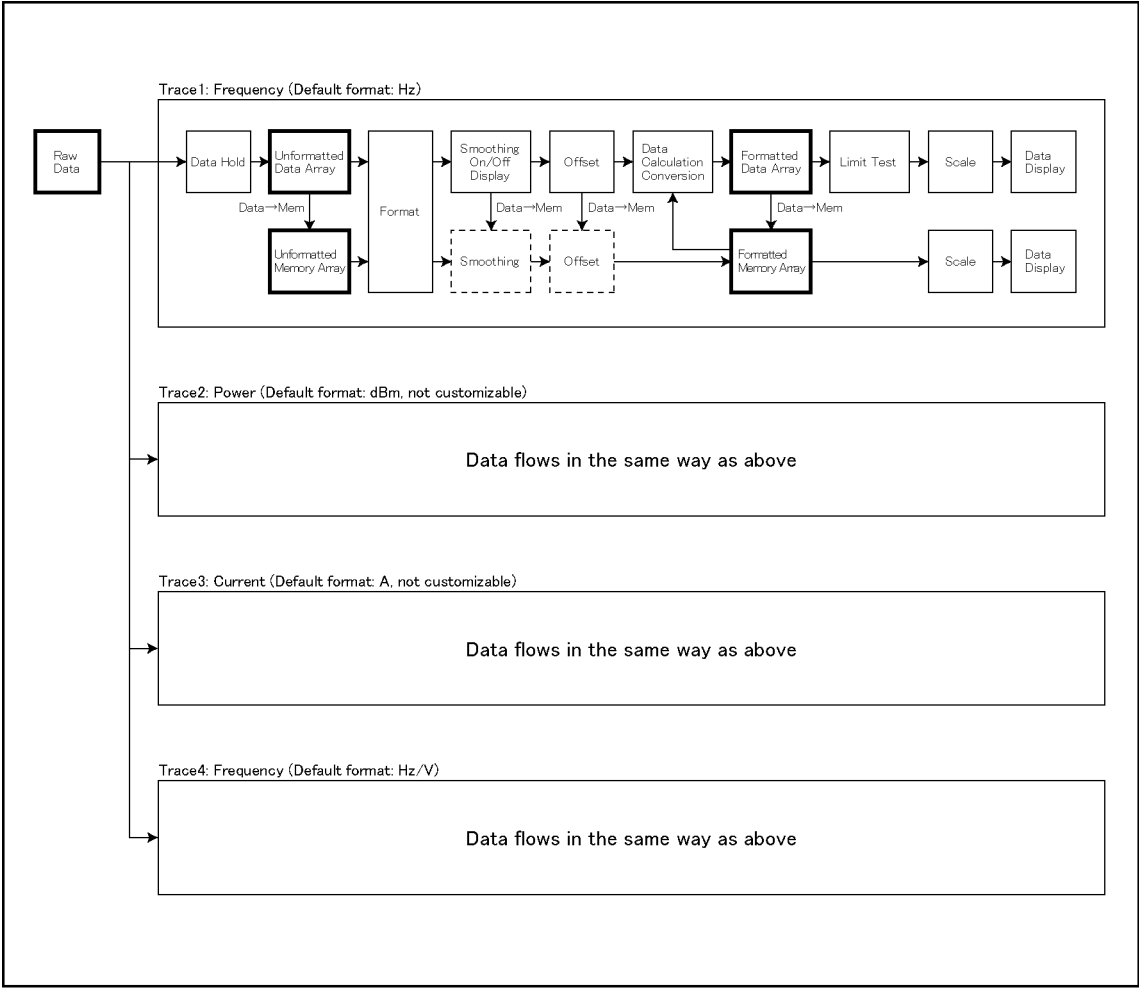 Trace1: Frequency (Default format: Hz)
Raw
Data
Data Hold
Unformatted
Data Array
Format
Smoothing
On/Off
Display
Offset
Data
Calculation
Conversion
Formatted
Data Array
Limit Test
Scale
Data
Display
Data→Mem
Data→Mem
Data→Mem
Data→Mem
Unformatted
Memory Array
Smoothing
Offset
Formatted
Memory Array
Scale
Data
Display
Trace2: Power (Default format: dBm, not customizable)
Data flows in the same way as above
Trace3: Current (Default format: A, not customizable)
Data flows in the same way as above
Trace4: Frequency (Default format: Hz/V)
Data flows in the same way as above